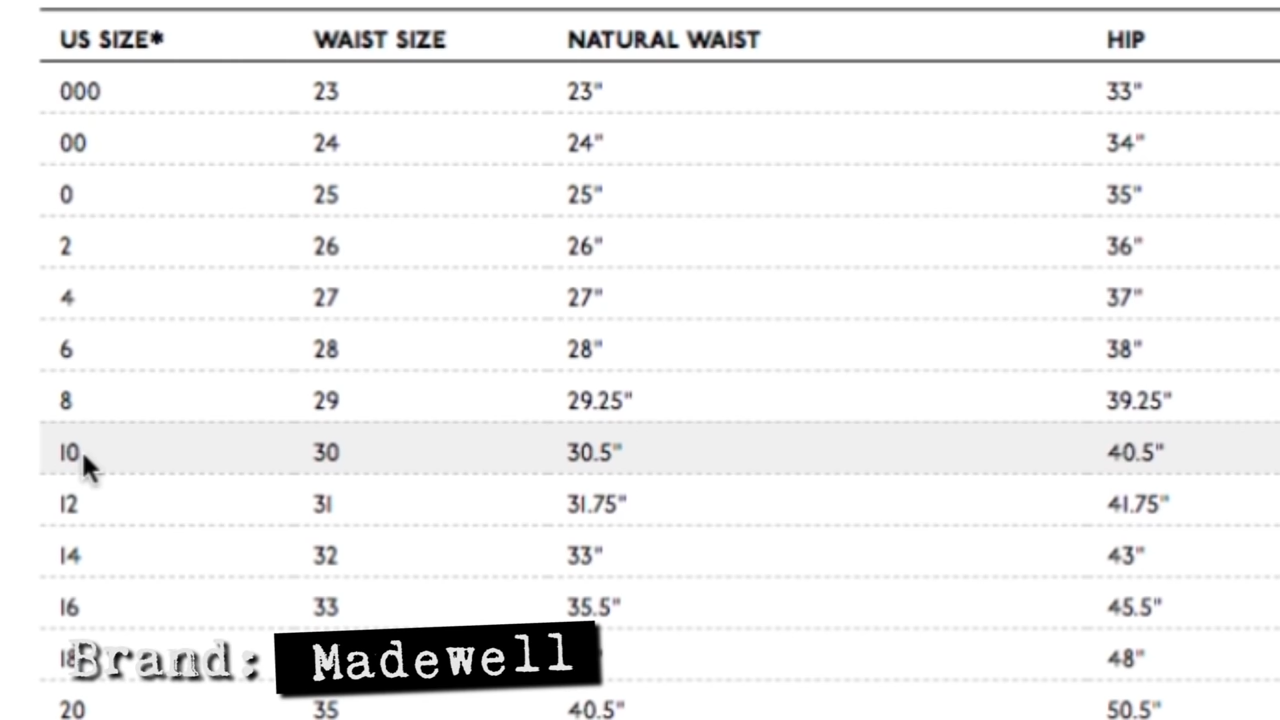 US SIZE* WAIST SIZE NATURAL WAIST HIP
000 23 23" 33"
00 24 24" 34"
0 25 25" 35"
2 26 26" 36"
4 27 27" 37"
6 28 28" 38"
8 29 29.25" 39.25"
10 30 30.5" 40.5"
12 31 31.75" 41.75"
14 32 33" 43"
16 33 35.5" 45.5"
48"
Brand: Madewell
20 35 40.5" 50.5"